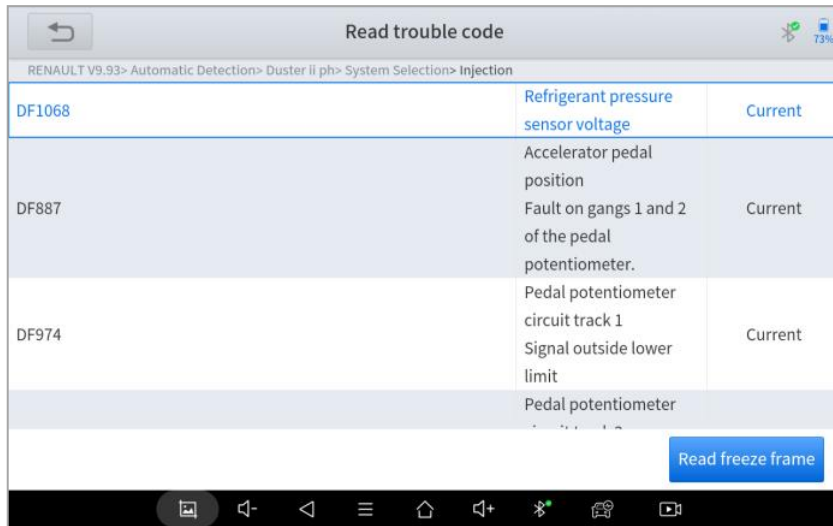 Read trouble code
73%
RENAULT V9.93> Automatic Detection> Duster ii ph> System Selection> Injection
DF1068
Refrigerant pressure
sensor voltage
Current
DF887
Accelerator pedal
position
Fault on gangs 1 and 2
of the pedal
potentiometer.
Current
DF974
Pedal potentiometer
circuit track 1
Signal outside lower
limit
Current
Pedal potentiometer
Read freeze frame